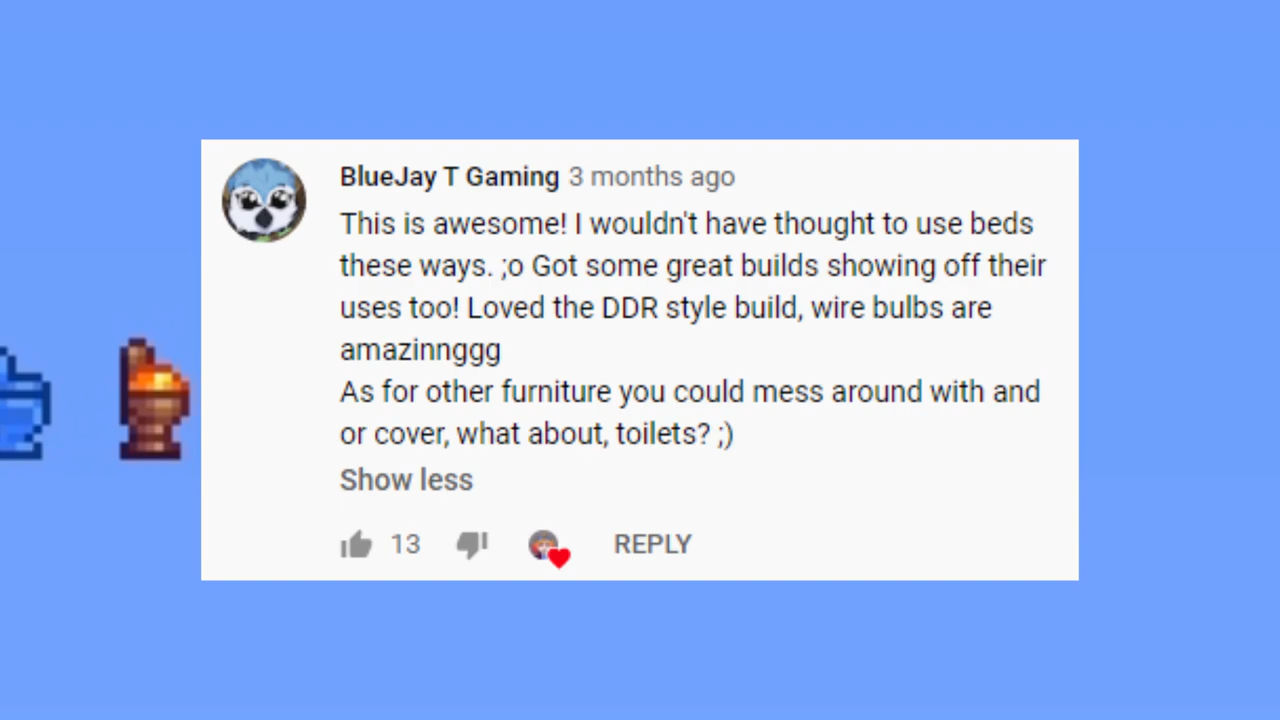 BlueJay T Gaming 3 months ago
This is awesome! I wouldn't have thought to use beds
these ways. ;o Got some great builds showing off their
uses too! Loved the DDR style build, wire bulbs are
amazinnggg
As for other furniture you could mess around with and
or cover, what about, toilets? ;)
Show less
13 REPLY